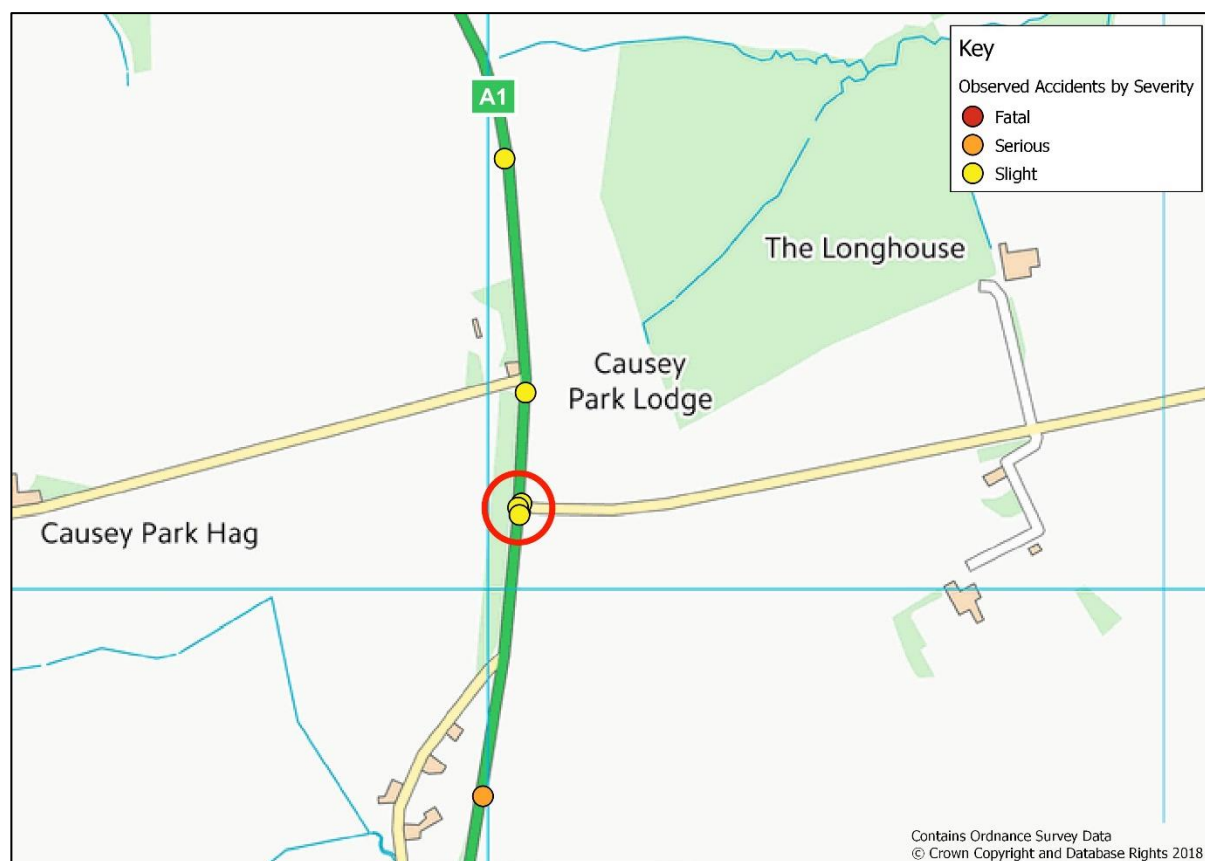 A1
Key
Observed Accidents by Severity
Fatal
Serious
Slight
The Longhouse
Causey
Park Lodge
Causey Park Hag
Contains Ordnance Survey Data
© Crown Copyright and Database Rights 2018